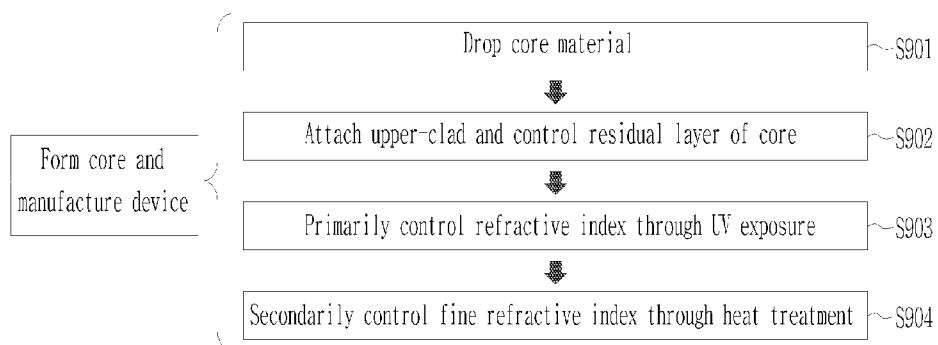 Drop core material
S901
Attach upper-clad and control residual layer of core
S902
Form core and
manufacture device
Primarily control refractive index through UV exposure
S903
Secondarily control fine refractive index through heat treatment
S904